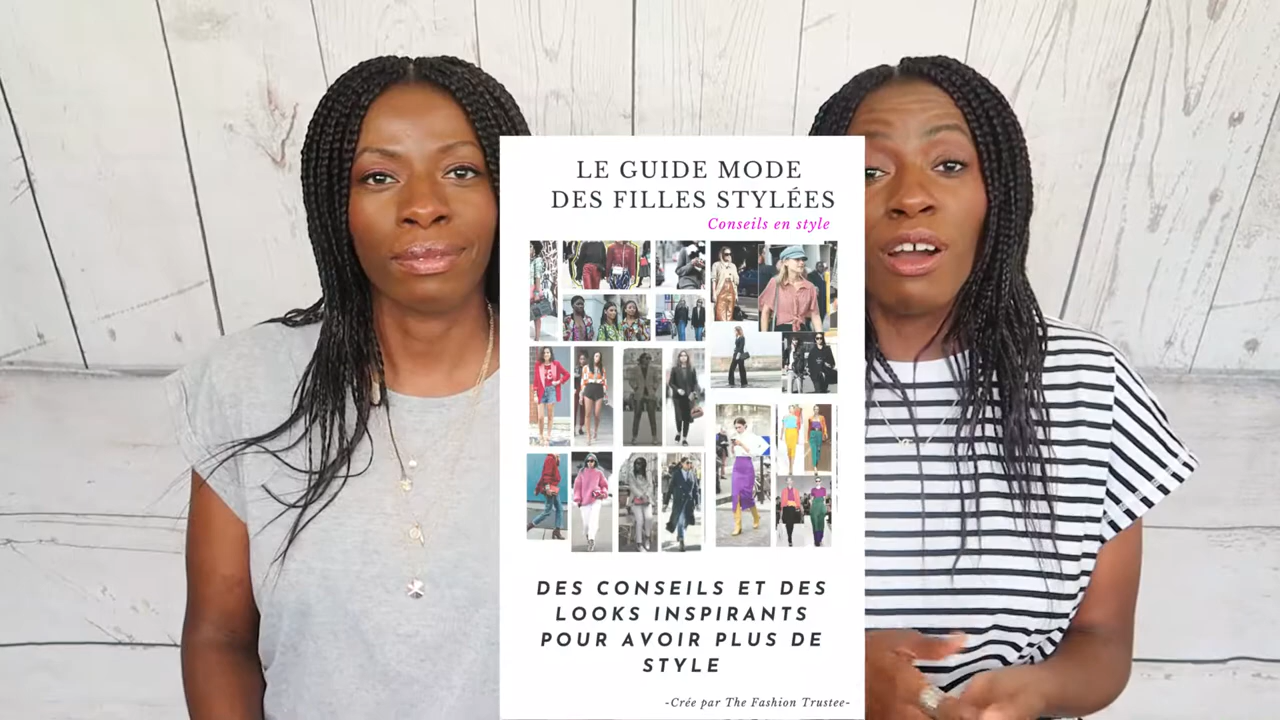 LE GUIDE MODE
DES FILLES STYLÉES
Conseils en style
DES CONSEILS ET DES
LOOKS INSPIRANTS
POUR AVOIR PLUS DE
STYLE
-Crée par The Fashion Trustee-